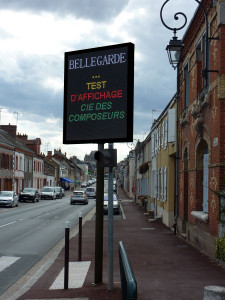 BELLEGARDE
***
TEST
D'AFFICHAGE
CIE DES
COMPOSEURS